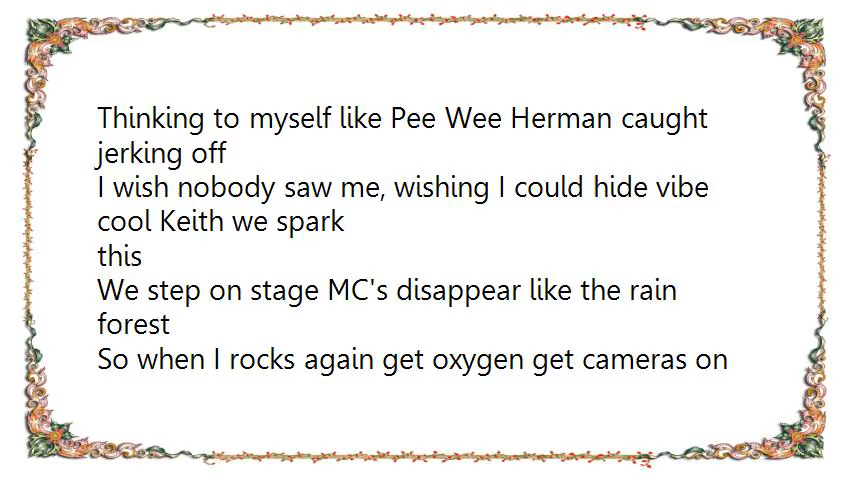 Thinking to myself like Pee Wee Herman caught
jerking off
I wish nobody saw me, wishing I could hide vibe
cool Keith we spark
this
We step on stage MC's disappear like the rain
forest
So when I rocks again get oxygen get cameras on